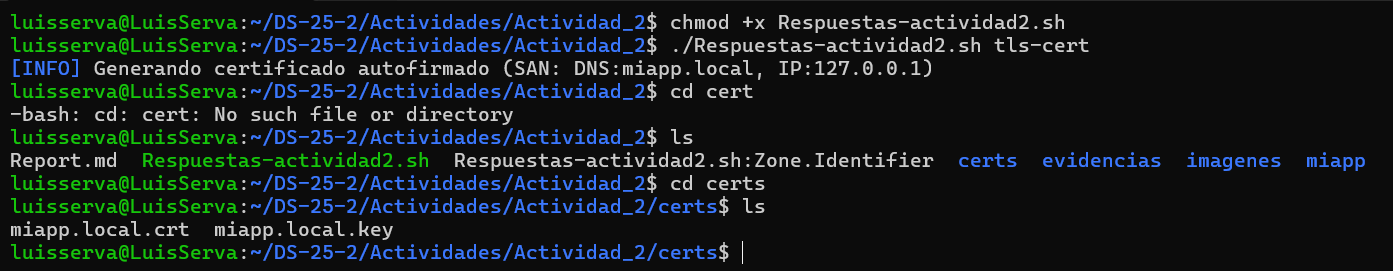 luisserva@LuisServa:~/DS-25-2/Actividades/Actividad_2$ chmod +x Respuestas-actividad2.sh
luisserva@LuisServa:~/DS-25-2/Actividades/Actividad_2$ ./Respuestas-actividad2.sh tls-cert
[INFO] Generando certificado autofirmado (SAN: DNS:miapp.local, IP:127.0.0.1)
luisserva@LuisServa:~/DS-25-2/Actividades/Actividad_2$ cd cert
-bash: cd: cert: No such file or directory
luisserva@LuisServa:~/DS-25-2/Actividades/Actividad_2$ ls
Report.md  Respuestas-actividad2.sh  Respuestas-actividad2.sh:Zone.Identifier  certs  evidencias  imagenes  miapp
luisserva@LuisServa:~/DS-25-2/Actividades/Actividad_2$ cd certs
luisserva@LuisServa:~/DS-25-2/Actividades/Actividad_2/certs$ ls
miapp.local.crt  miapp.local.key
luisserva@LuisServa:~/DS-25-2/Actividades/Actividad_2/certs$